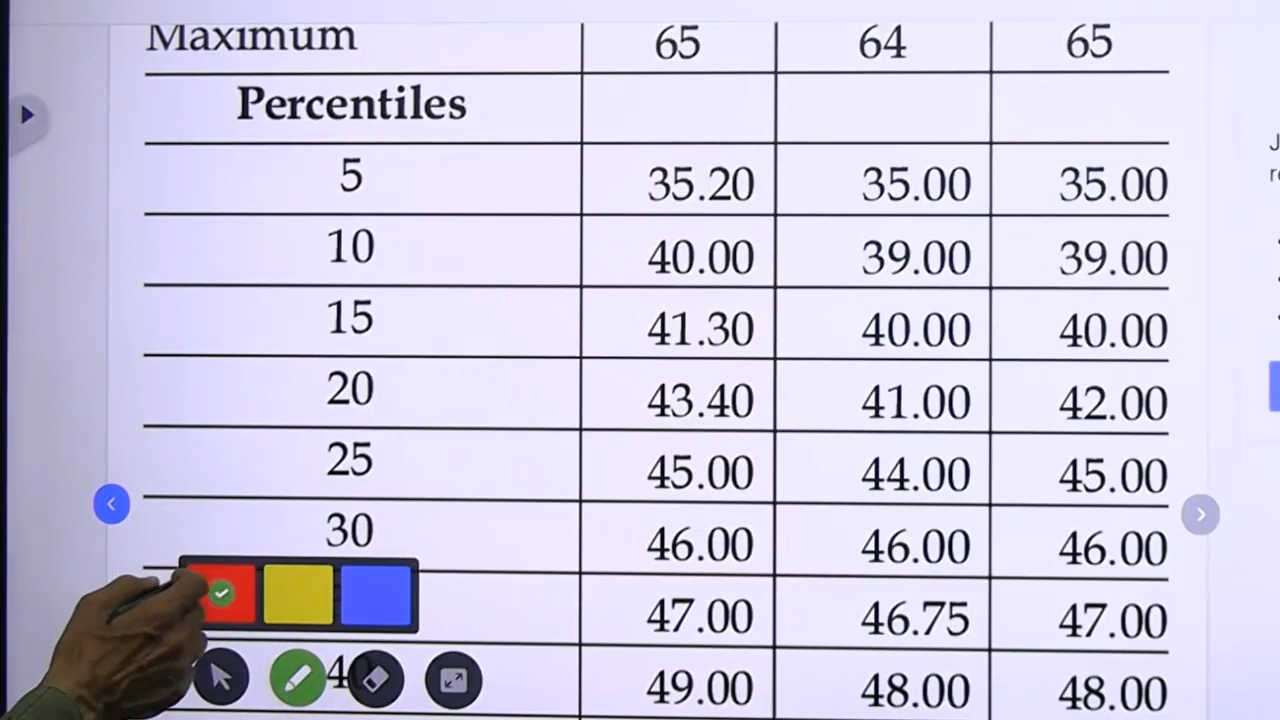 Maximum 65 64 65
Percentiles
5 35.20 35.00 35.00
10 40.00 39.00 39.00
15 41.30 40.00 40.00
20 43.40 41.00 42.00
25 45.00 44.00 45.00
30 46.00 46.00 46.00
47.00 46.75 47.00
49.00 48.00 48.00